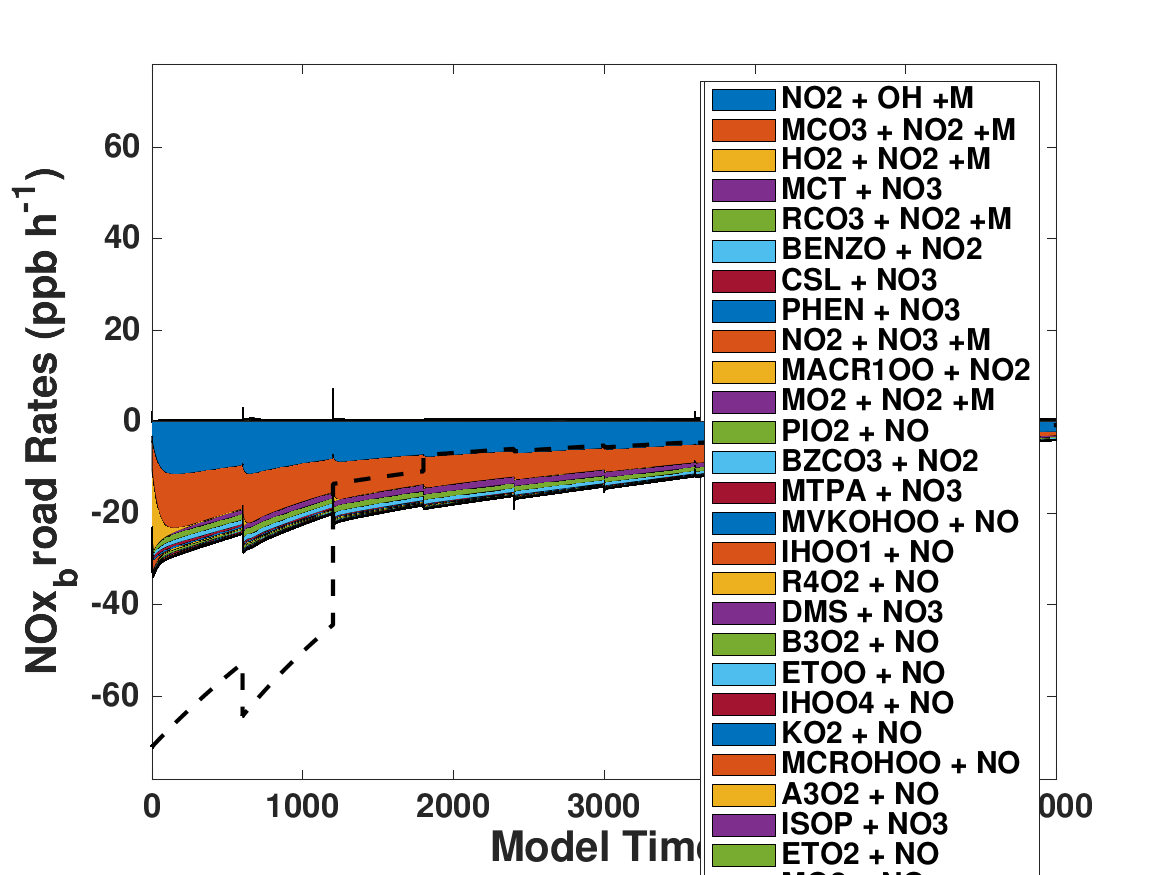 NOx_b road Rates (ppb h^-1)
60
40
20
0
-20
-40
-60
0 1000 2000 3000 000
Model Tim
NO2 + OH +M
MCO3 + NO2 +M
HO2 + NO2 +M
MCT + NO3
RCO3 + NO2 +M
BENZO + NO2
CSL + NO3
PHEN + NO3
NO2 + NO3 +M
MACR1OO + NO2
MO2 + NO2 +M
PIO2 + NO
BZCO3 + NO2
MTPA + NO3
MVKOHOO + NO
IHOO1 + NO
R4O2 + NO
DMS + NO3
B3O2 + NO
ETOO + NO
IHOO4 + NO
KO2 + NO
MCROHOO + NO
A3O2 + NO
ISOP + NO3
ETO2 + NO